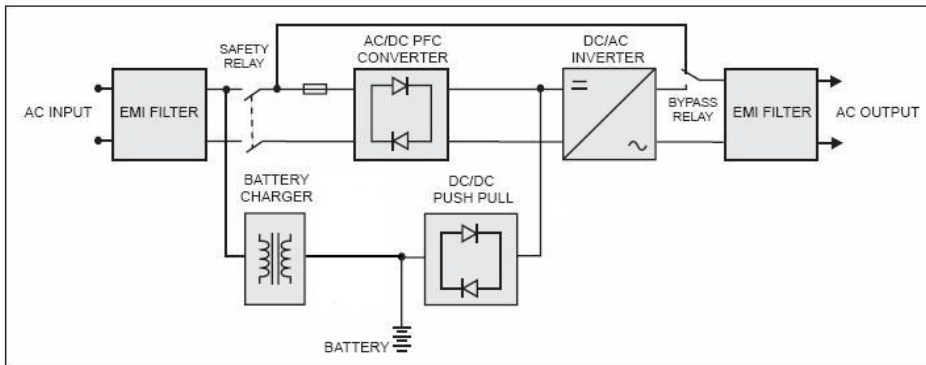 SAFETY
RELAY
AC/DC PFC
CONVERTER
DC/AC
INVERTER
AC INPUT
EMI FILTER
BYPASS
RELAY
EMI FILTER
AC OUTPUT
BATTERY
CHARGER
DC/DC
PUSH PULL
BATTERY